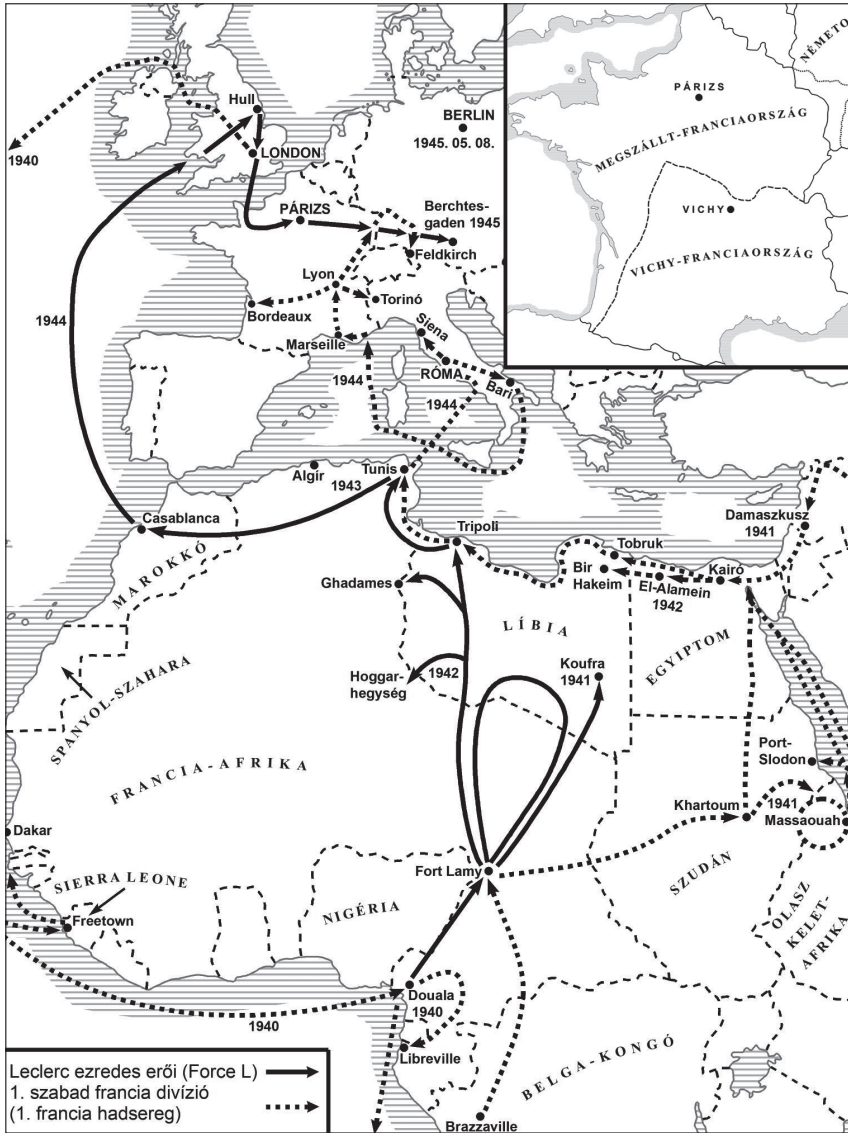 Hull
1940
LONDON
BERLIN
1945. 05. 08.
PÁRIZS
Berchtes-
gaden 1945
Feldkirch
Lyon
Torinó
Bordeaux
Marseille
Siena
RÓMA
Bari
1944
1944
1944
Algír
Tunis
1943
Casablanca
MAROKKÓ
Tripoli
Ghadames
Damaszkusz
1941
Tobruk
Bir
Hakeim
Kairó
El-Alamein
1942
LÍBIA
EGYIPTOM
Koufra
1941
Hoggar-
hegység
1942
SPANYOL-SZAHARA
FRANCIA-AFRIKA
Port-
Slodon
Khartoum
1941
Massaouah
Dakar
SIERRA LEONE
Freetown
Fort Lamy
NIGÉRIA
SZUDÁN
OLASZ
KELET-
AFRIKA
Douala
1940
1940
Libreville
BELGA-KONGÓ
Brazzaville
Leclerc ezredes erői (Force L)
1. szabad francia divízió
(1. francia hadsereg)
NÉMETO
PÁRIZS
MEGSZÁLLT-FRANCIAORSZÁG
VICHY
VICHY-FRANCIAORSZÁG